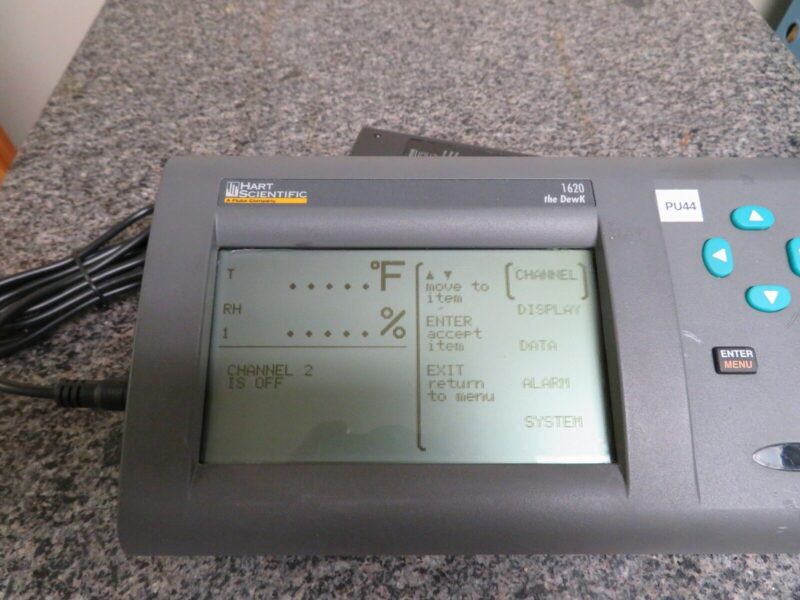 HART
SCIENTIFIC
A Fluke Company
1620
the DewK
PU44
T
.....°F
RH
1
.....%
CHANNEL 2
IS OFF
▲ ▼
move to
item
ENTER
accept
item
EXIT
return
to menu
CHANNEL
DISPLAY
DATA
ALARM
SYSTEM
ENTER
MENU